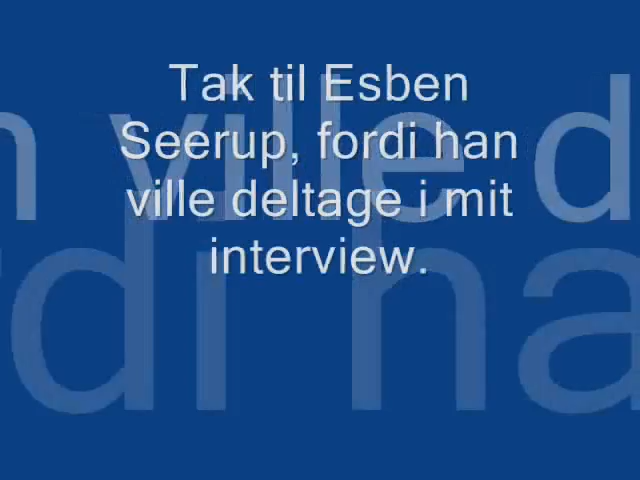 Tak til Esben
Seerup, fordi han
ville deltage i mit
interview.